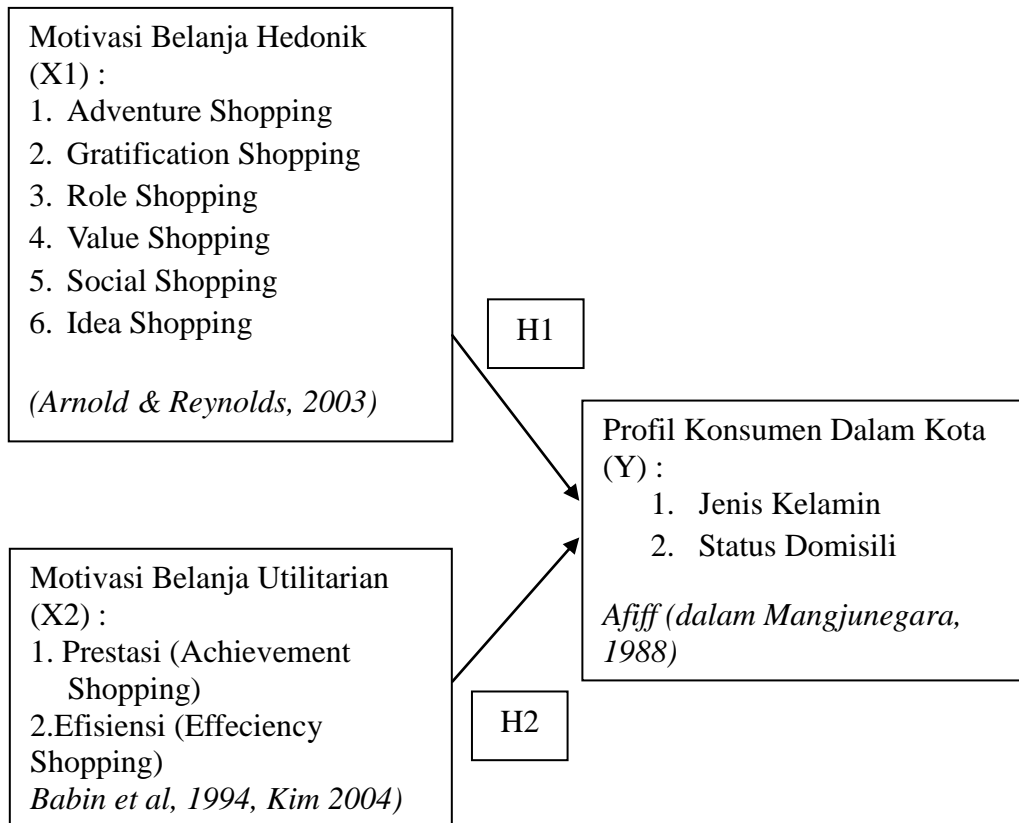 Motivasi Belanja Hedonik
(X1) :
1. Adventure Shopping
2. Gratification Shopping
3. Role Shopping
4. Value Shopping
5. Social Shopping
6. Idea Shopping
(Arnold & Reynolds, 2003)
H1
Profil Konsumen Dalam Kota
(Y) :
1. Jenis Kelamin
2. Status Domisili
Afiff (dalam Mangjunegara,
1988)
Motivasi Belanja Utilitarian
(X2) :
1. Prestasi (Achievement
Shopping)
2.Efisiensi (Effeciency
Shopping)
Babin et al, 1994, Kim 2004)
H2